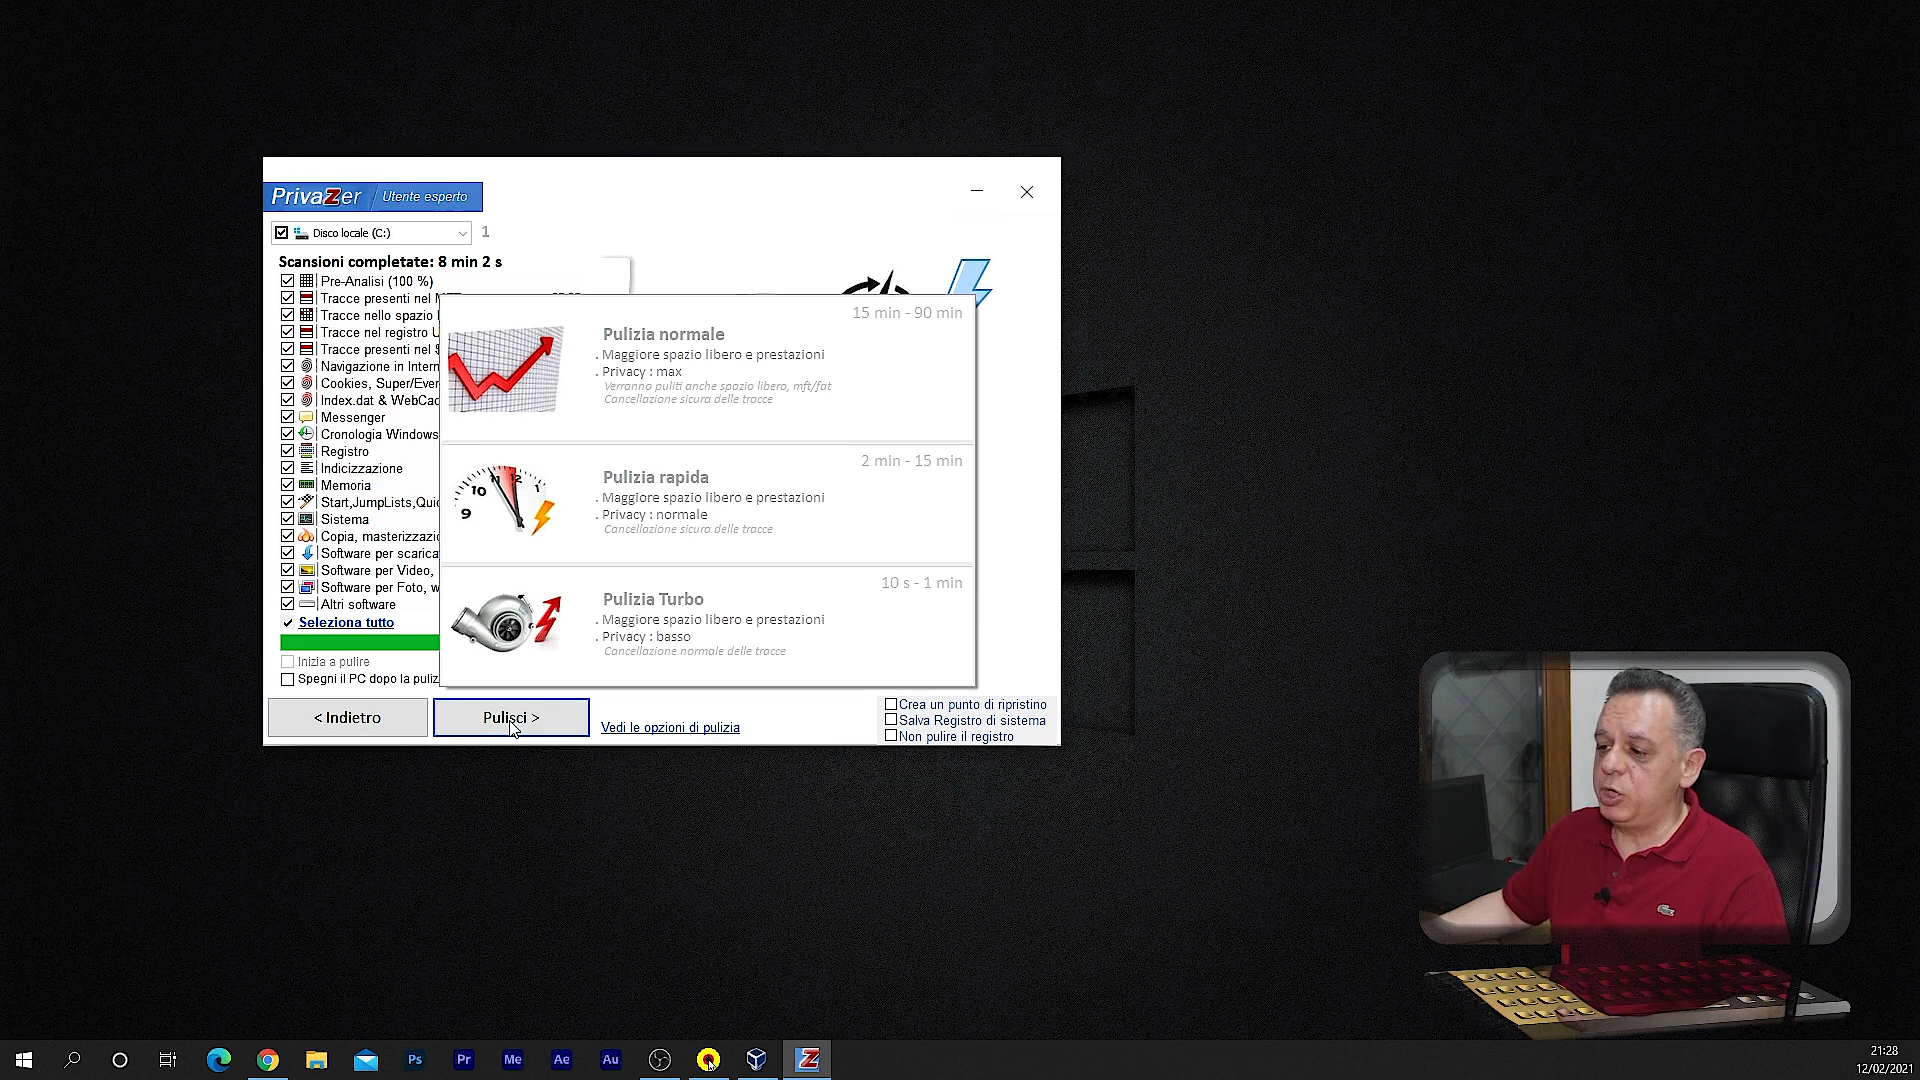 PrivaZer
Utente esperto
Disco locale (C:)
1
Scansioni completate: 8 min 2 s
Pre-Analisi (100 %)
Tracce presenti nel
Tracce nello spazio
Tracce nel registro
Tracce presenti nel
Navigazione in Intern
Cookies, Super/Ever
Index.dat & WebCac
Messenger
Cronologia Windows
Registro
Indicizzazione
Memoria
Start,JumpLists,Quic
Sistema
Copia, masterizzazio
Software per scarica
Software per Video,
Software per Foto, w
Altri software
Seleziona tutto
Inizia a pulire
Spegni il PC dopo la puliz
15 min - 90 min
Pulizia normale
. Maggiore spazio libero e prestazioni
. Privacy : max
Verranno puliti anche spazio libero, mft/fat
Cancellazione sicura delle tracce
2 min - 15 min
Pulizia rapida
. Maggiore spazio libero e prestazioni
. Privacy : normale
Cancellazione sicura delle tracce
9 10 11 12 1
10 s - 1 min
Pulizia Turbo
. Maggiore spazio libero e prestazioni
. Privacy : basso
Cancellazione normale delle tracce
< Indietro
Pulisci >
Vedi le opzioni di pulizia
Crea un punto di ripristino
Salva Registro di sistema
Non pulire il registro
Ps Pr Me Ae Au Z
21:28
12/02/2021